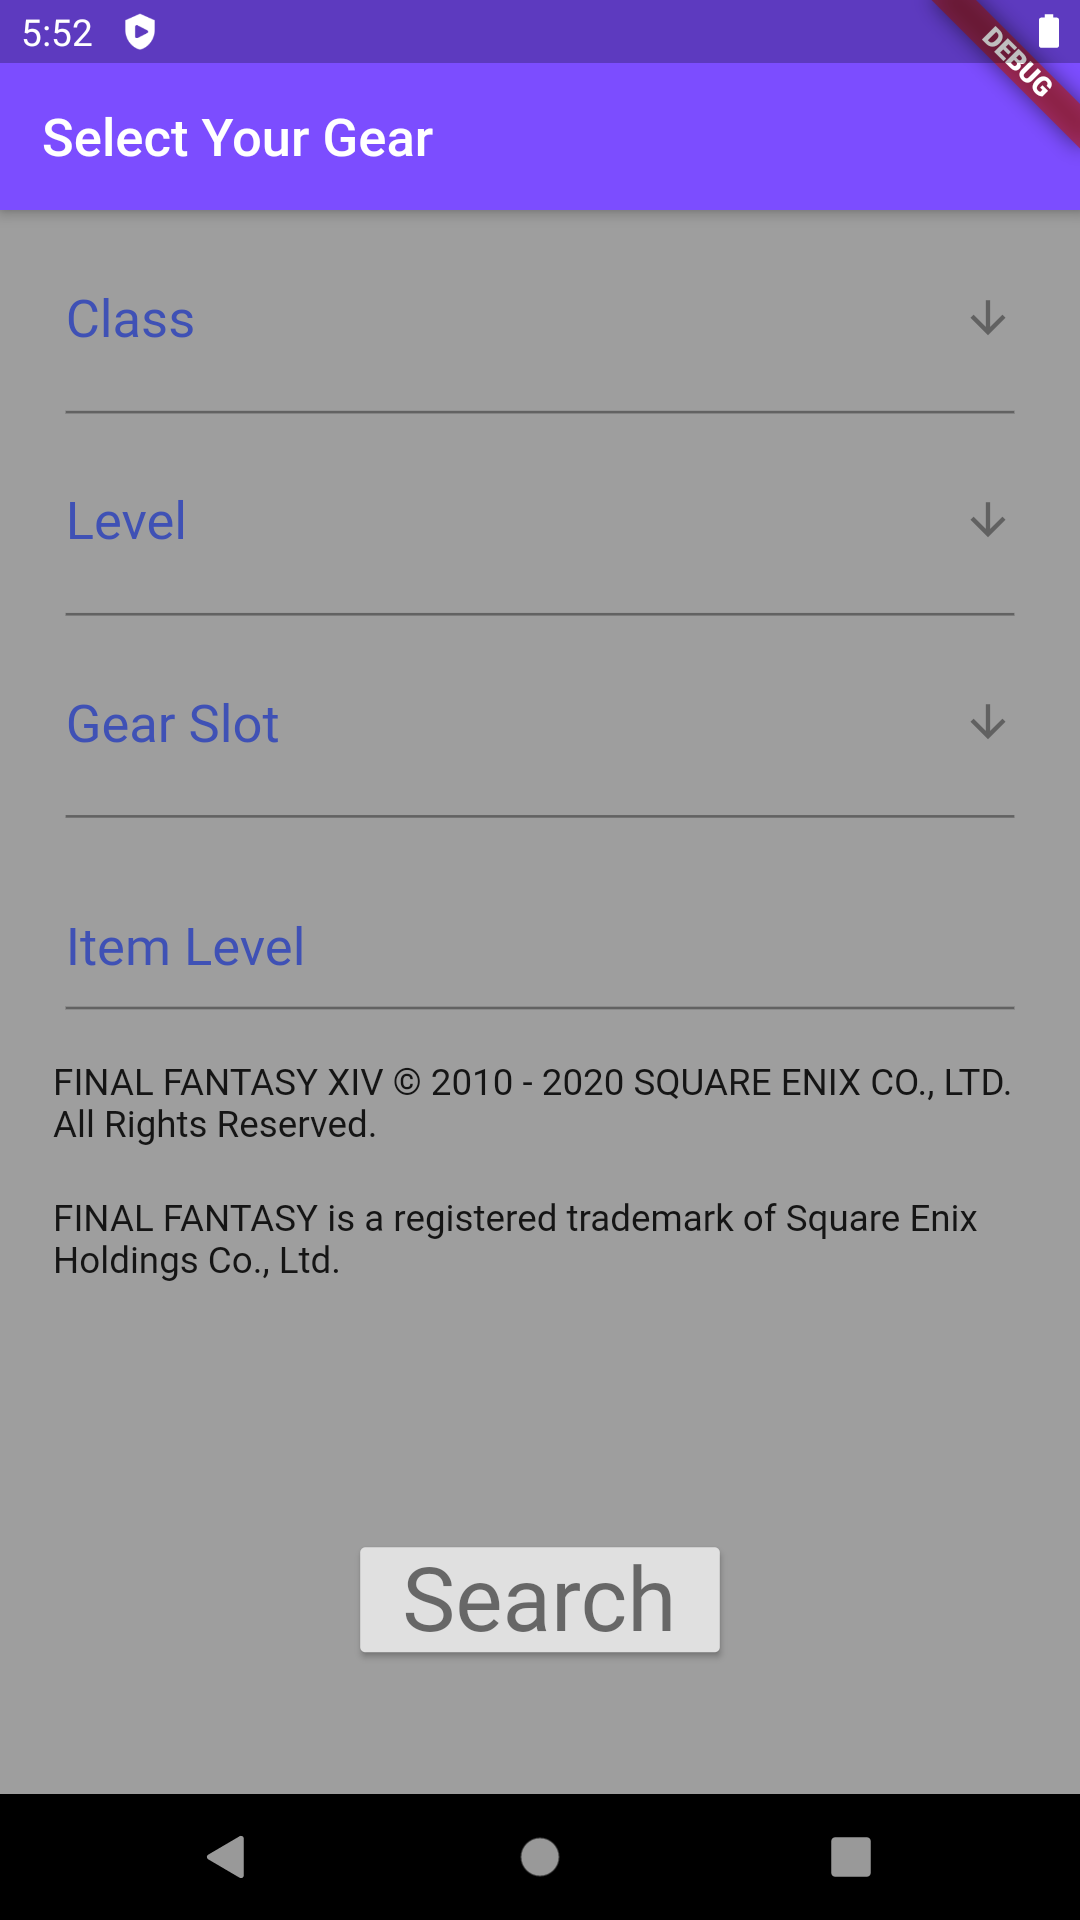 5:52
DEBUG
Select Your Gear
Class
Level
Gear Slot
Item Level
FINAL FANTASY XIV © 2010 - 2020 SQUARE ENIX CO., LTD.
All Rights Reserved.
FINAL FANTASY is a registered trademark of Square Enix
Holdings Co., Ltd.
Search